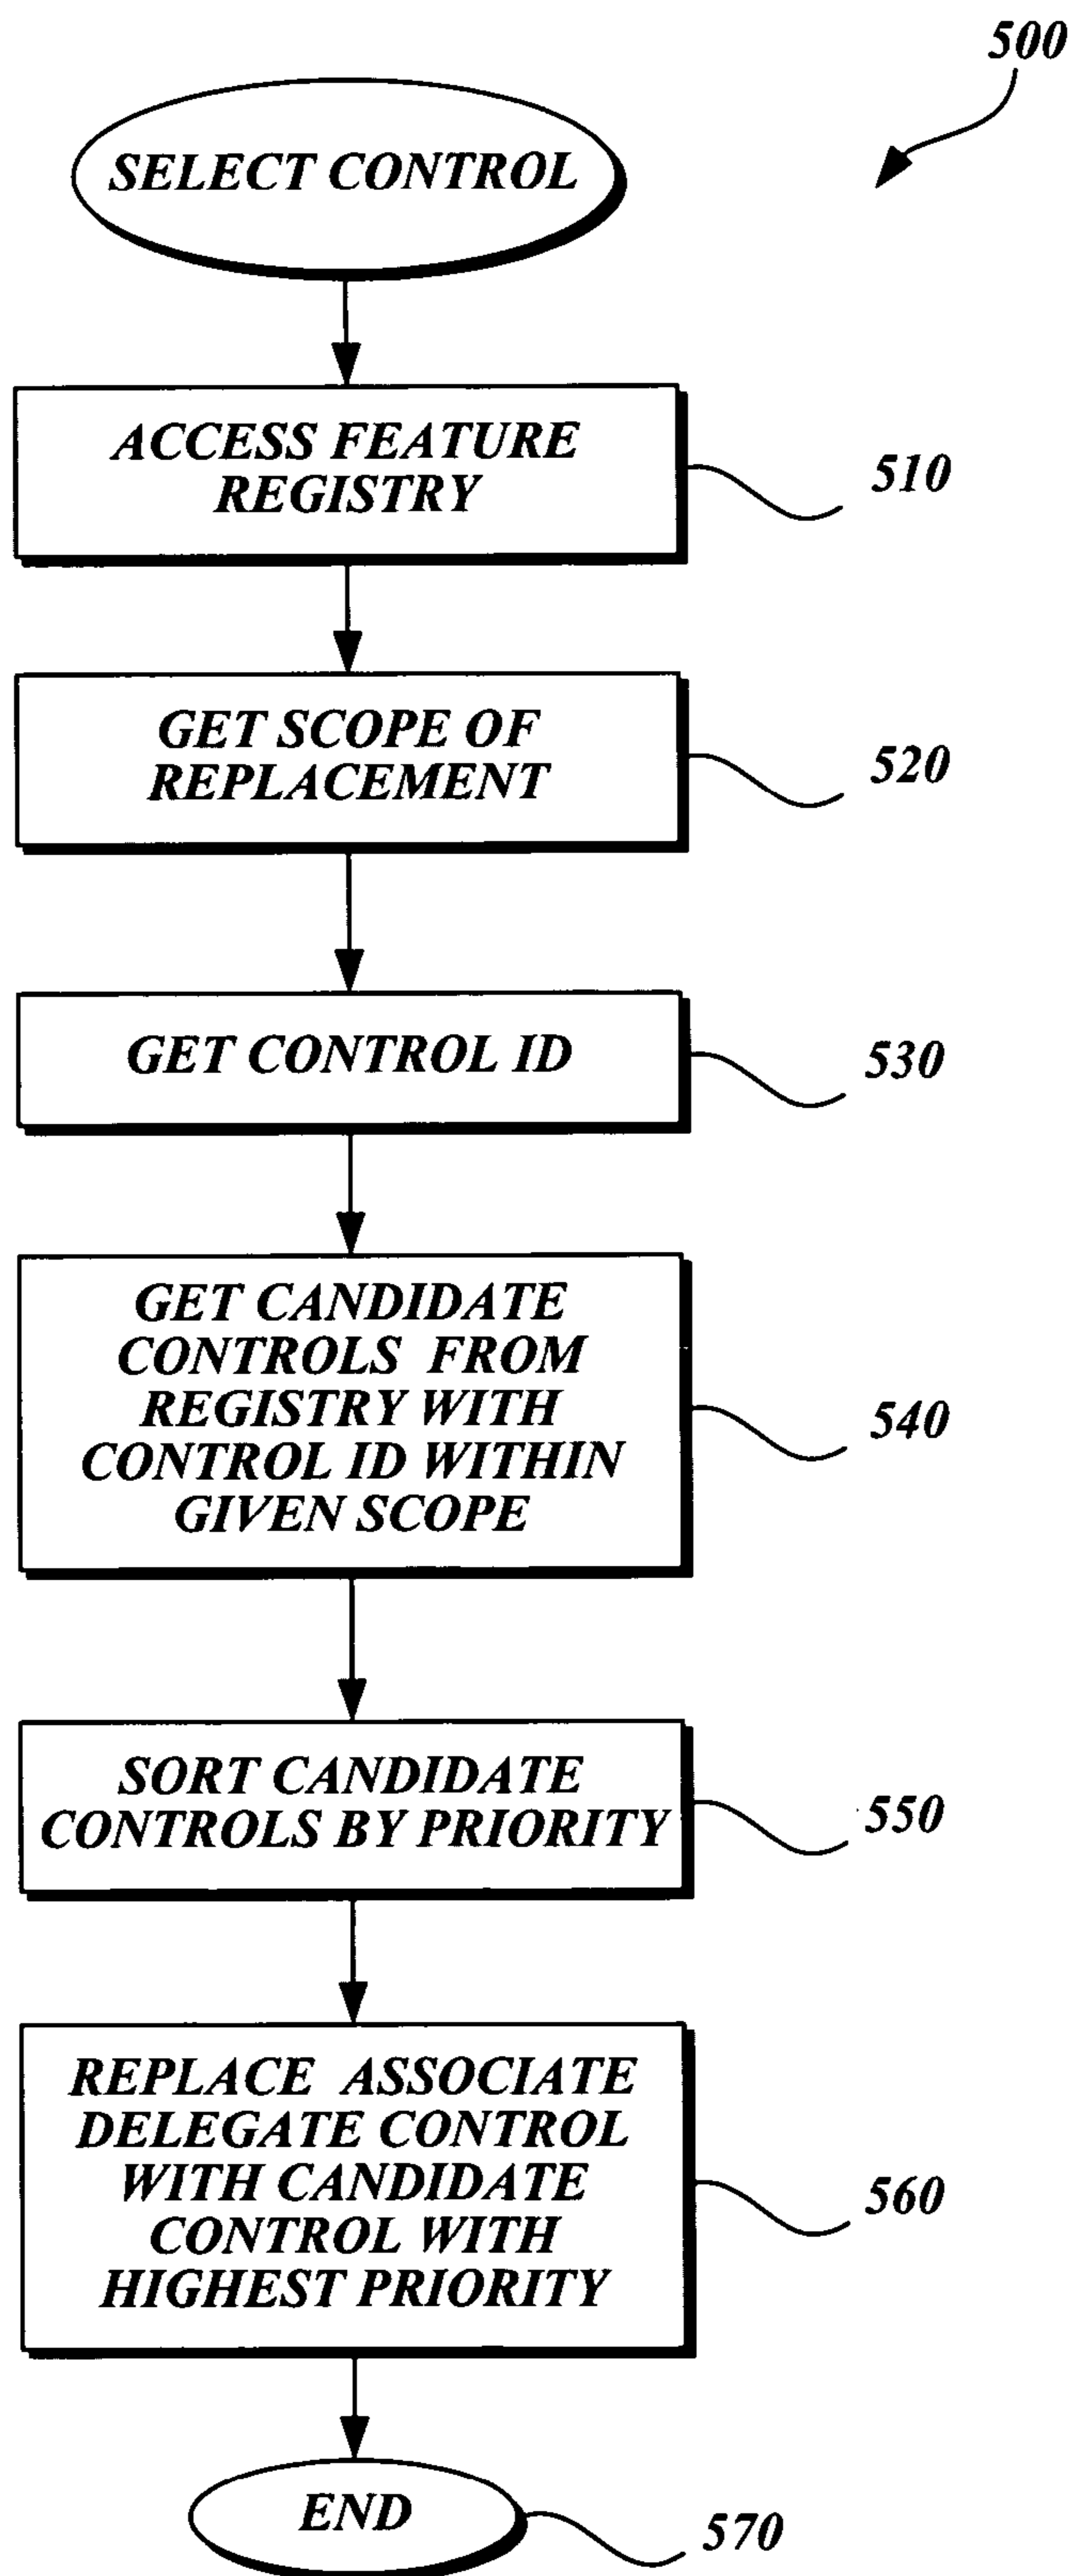 500
SELECT CONTROL
ACCESS FEATURE
REGISTRY
510
GET SCOPE OF
REPLACEMENT
520
GET CONTROL ID
530
GET CANDIDATE
CONTROLS FROM
REGISTRY WITH
CONTROL ID WITHIN
GIVEN SCOPE
540
SORT CANDIDATE
CONTROLS BY PRIORITY
550
REPLACE ASSOCIATE
DELEGATE CONTROL
WITH CANDIDATE
CONTROL WITH
HIGHEST PRIORITY
560
END
570